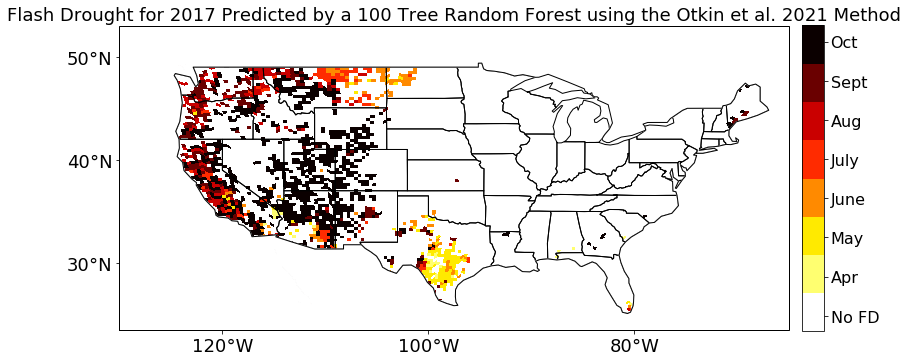 Flash Drought for 2017 Predicted by a 100 Tree Random Forest using the Otkin et al. 2021 Method
50°N
40°N
30°N
120°W
100°W
80°W
Oct
Sept
Aug
July
June
May
Apr
No FD